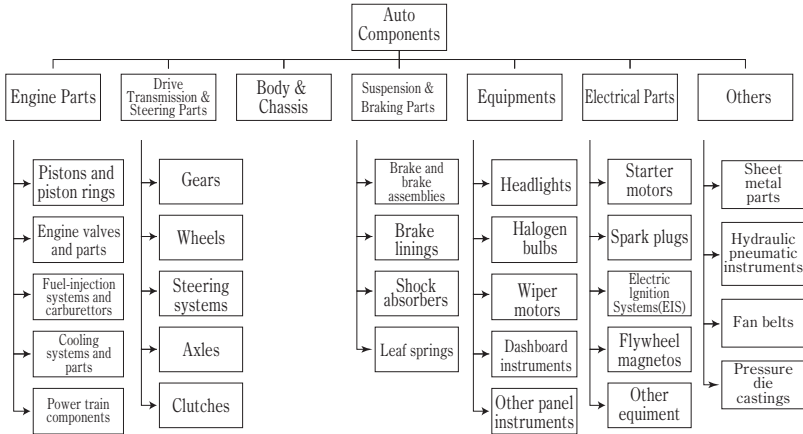 Auto
Components
Engine Parts
Drive
Transmission &
Steering Parts
Body &
Chassis
Suspension &
Braking Parts
Equipments
Electrical Parts
Others
Pistons and
piston rings
Engine valves
and parts
Fuel-injection
systems and
carburettors
Cooling
systems and
parts
Power train
components
Gears
Wheels
Steering
systems
Axles
Clutches
Brake and
brake
assemblies
Brake
linings
Shock
absorbers
Leaf springs
Headlights
Halogen
bulbs
Wiper
motors
Dashboard
instruments
Other panel
instruments
Starter
motors
Spark plugs
Electric
Ignition
Systems(EIS)
Flywheel
magnetos
Other
equiment
Sheet
metal
parts
Hydraulic
pneumatic
instruments
Fan belts
Pressure
die
castings